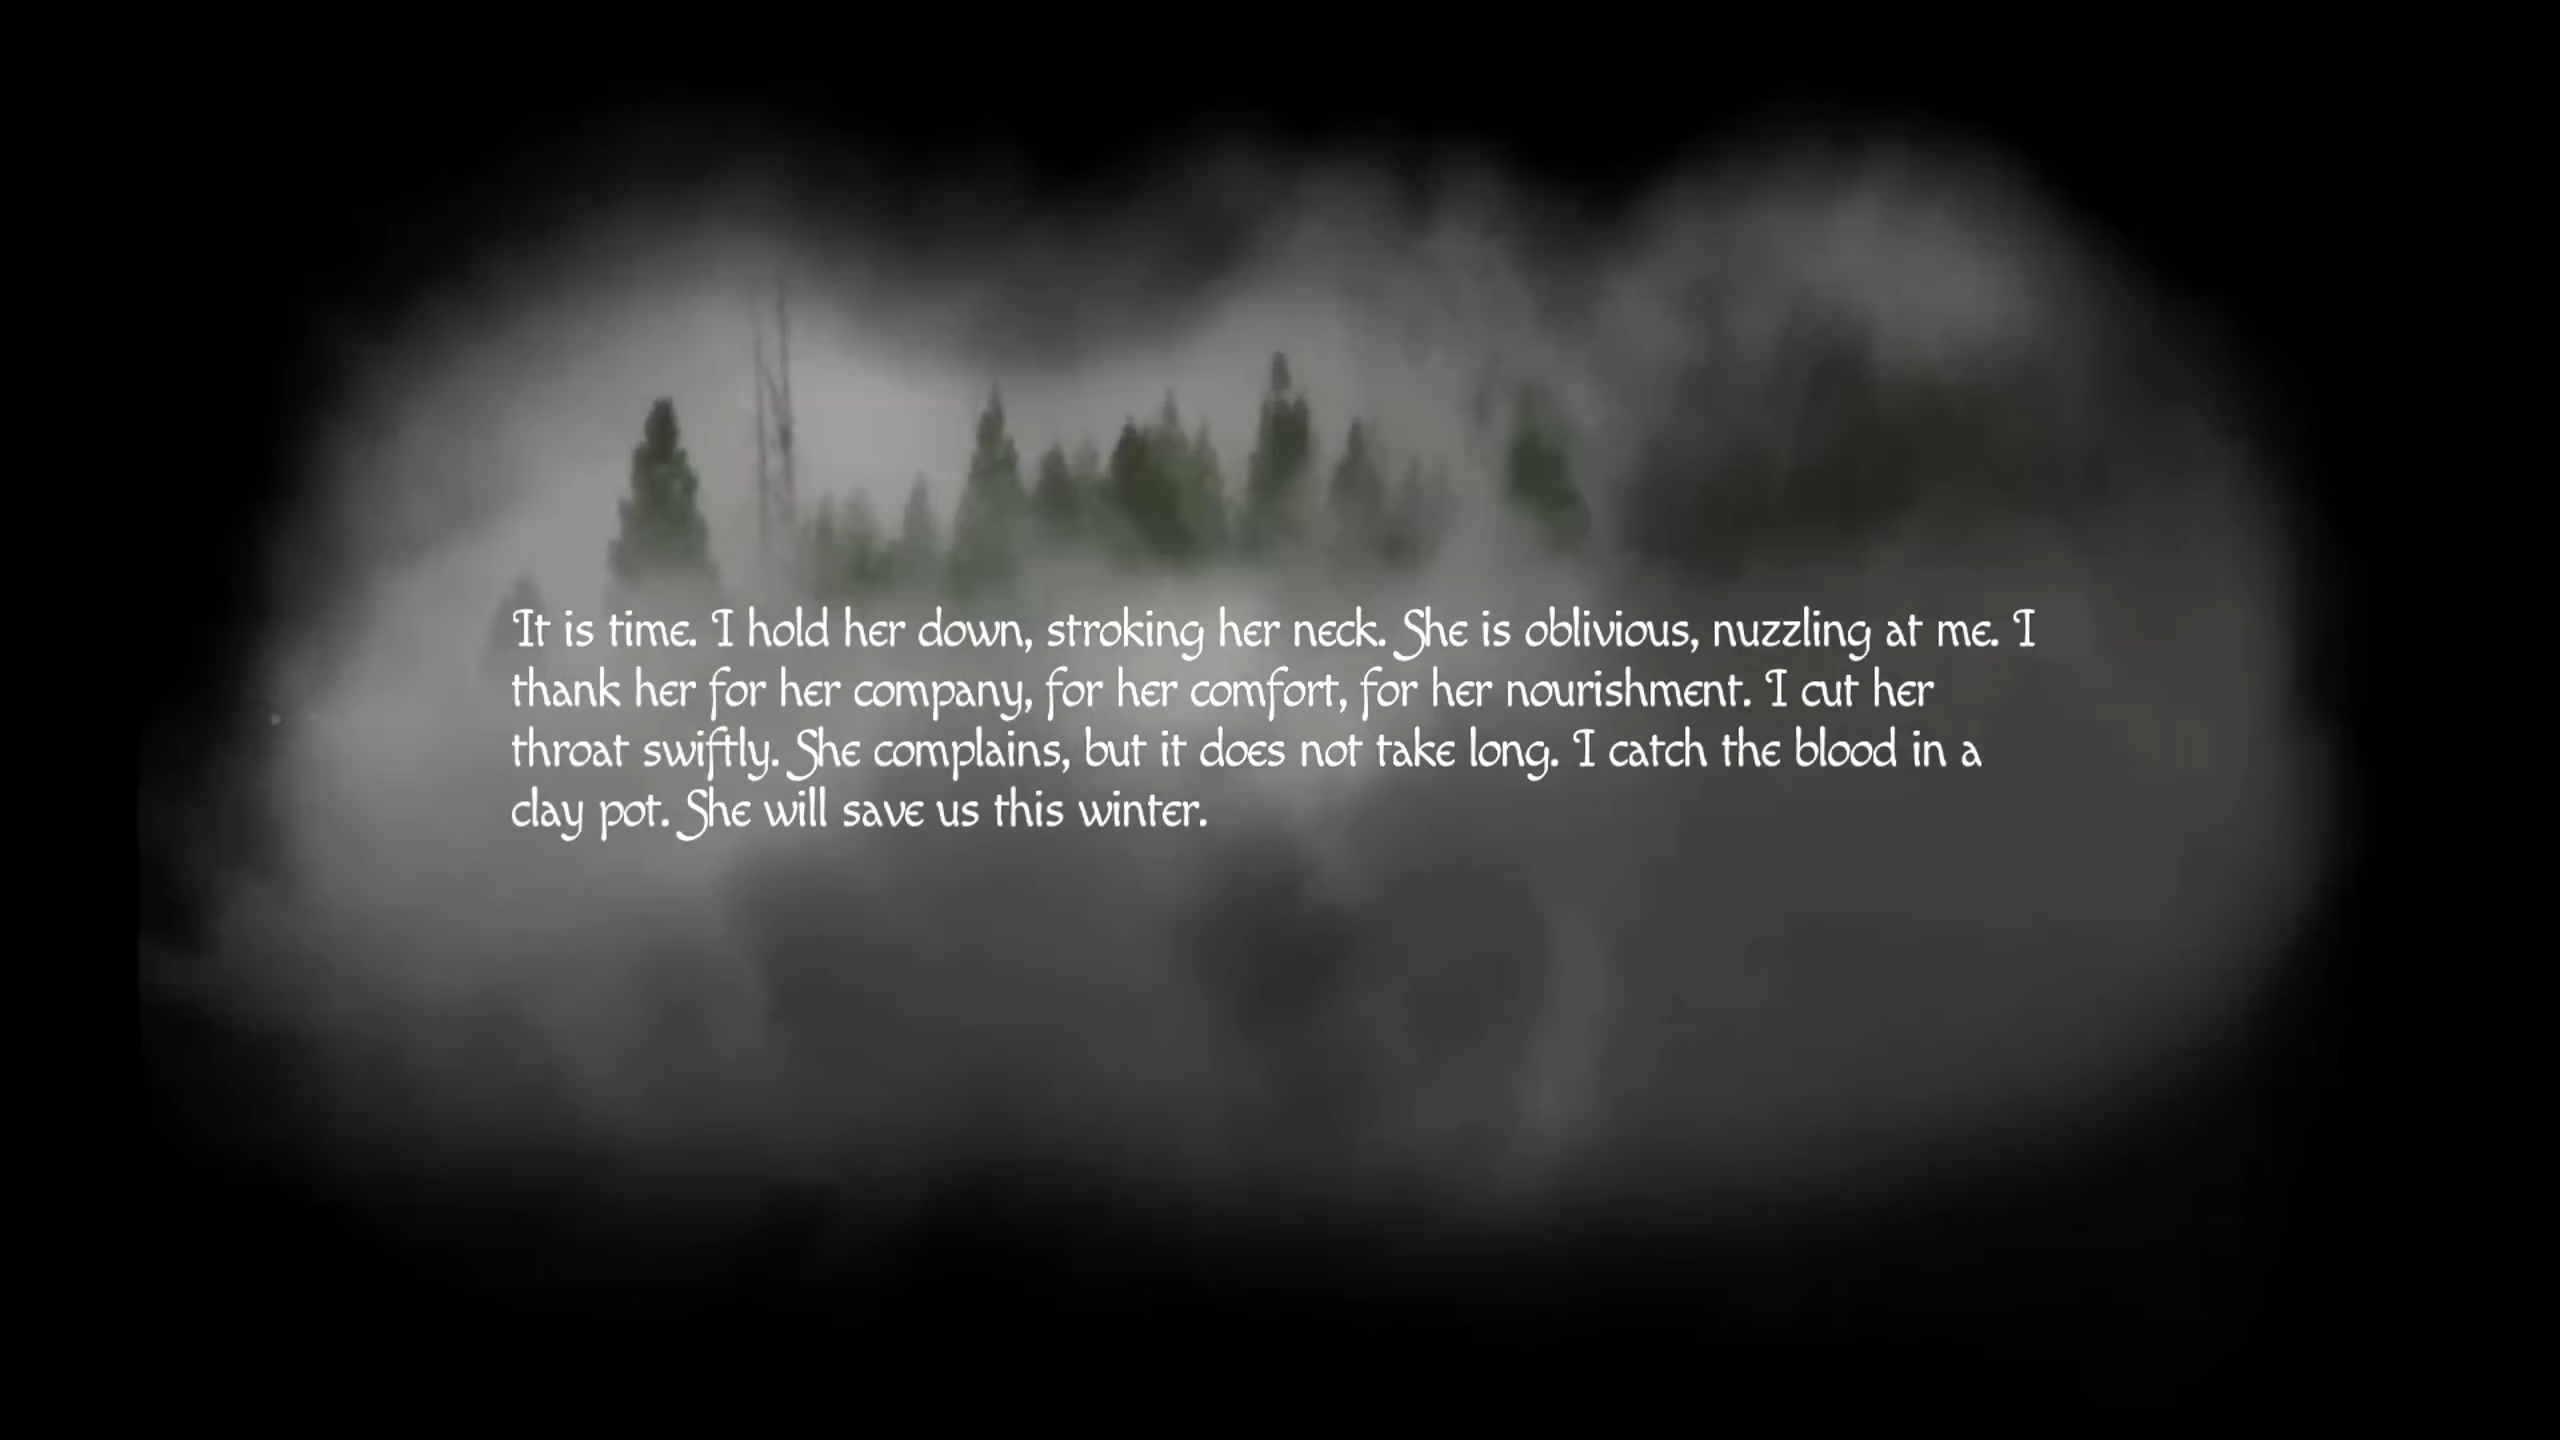 It is time. I hold her down, stroking her neck. She is oblivious, nuzzling at me. I
thank her for her company, for her comfort, for her nourishment. I cut her
throat swiftly. She complains, but it does not take long. I catch the blood in a
clay pot. She will save us this winter.